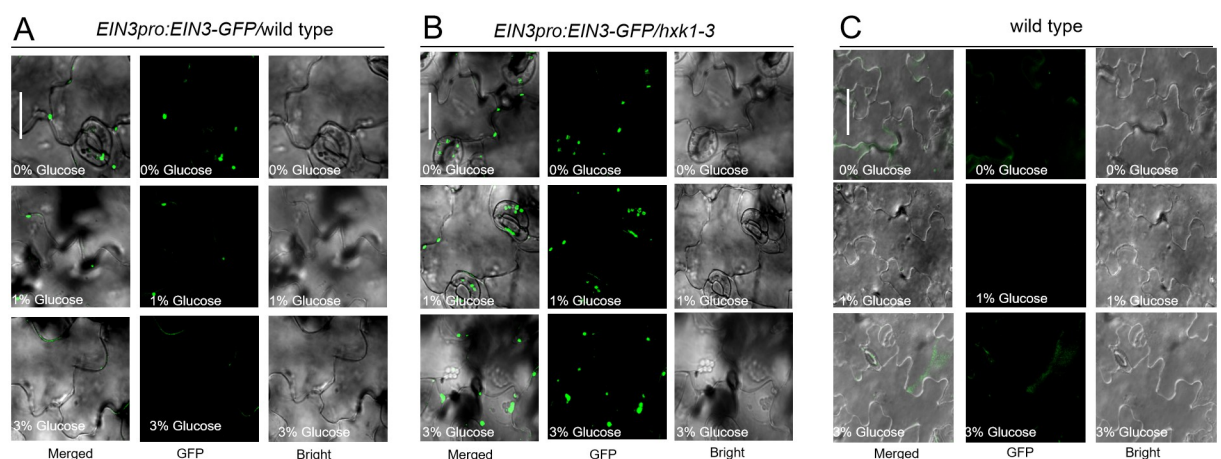 A EIN3pro:EIN3-GFP/wild type
0% Glucose 0% Glucose 0% Glucose
1% Glucose 1% Glucose 1% Glucose
3% Glucose 3% Glucose 3% Glucose
Merged GFP Bright
B EIN3pro:EIN3-GFP/hxk1-3
0% Glucose 0% Glucose 0% Glucose
1% Glucose 1% Glucose 1% Glucose
3% Glucose 3% Glucose 3% Glucose
Merged GFP Bright
C wild type
0% Glucose 0% Glucose 0% Glucose
1% Glucose 1% Glucose 1% Glucose
3% Glucose 3% Glucose 3% Glucose
Merged GFP Bright